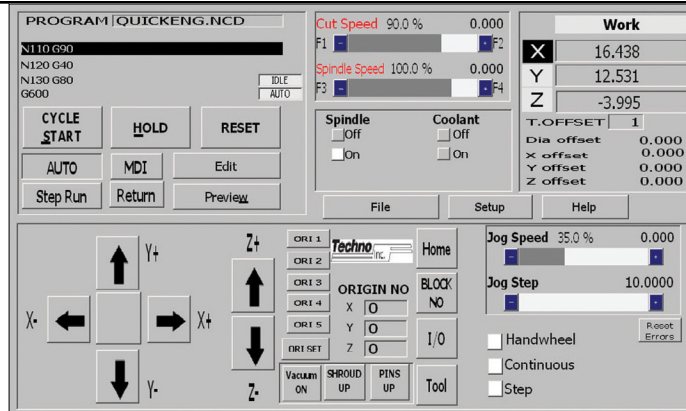 PROGRAM QUICKENG.NCD
N110 G90
N120 G40
N130 G80
G600
IDLE
AUTO
CYCLE START
HOLD
RESET
AUTO
MDI
Edit
Step Run
Return
Preview
Cut Speed 90.0 % 0.000
F1 F2
Spindle Speed 100.0 % 0.000
F3 F4
Spindle Coolant
Off Off
On On
Work
X 16.438
Y 12.531
Z -3.995
T.OFFSET 1
Dia offset 0.000
X offset 0.000
Y offset 0.000
Z offset 0.000
File Setup Help
Y+
X- X+
Y-
Z+
Z-
ORI 1
ORI 2
ORI 3
ORI 4
ORI 5
ORI SET
Techno Inc.
ORIGIN NO
X 0
Y 0
Z 0
Vacuum ON
SHROUD UP
PINS UP
Home
BLOCK NO
I/O
Tool
Jog Speed 35.0 % 0.000
Jog Step 10.0000
Handwheel
Continuous
Step
Reset Errors